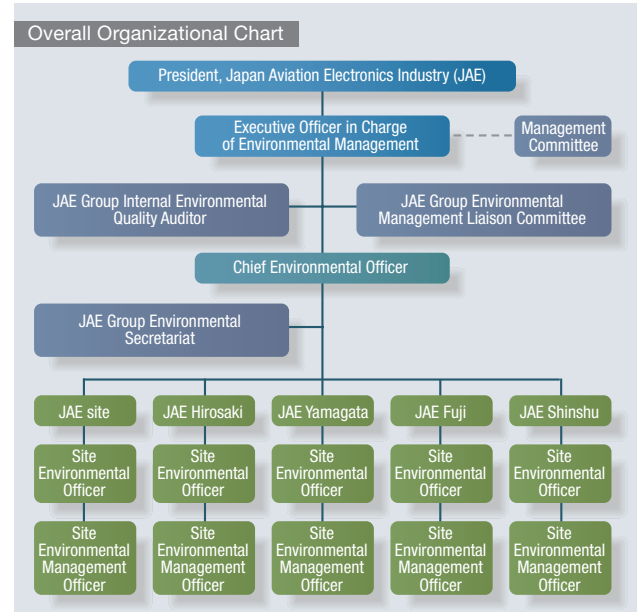 Overall Organizational Chart
President, Japan Aviation Electronics Industry (JAE)
Executive Officer in Charge
of Environmental Management
Management
Committee
JAE Group Internal Environmental
Quality Auditor
JAE Group Environmental
Management Liaison Committee
Chief Environmental Officer
JAE Group Environmental
Secretariat
JAE site
JAE Hirosaki
JAE Yamagata
JAE Fuji
JAE Shinshu
Site
Environmental
Officer
Site
Environmental
Officer
Site
Environmental
Officer
Site
Environmental
Officer
Site
Environmental
Officer
Site
Environmental
Management
Officer
Site
Environmental
Management
Officer
Site
Environmental
Management
Officer
Site
Environmental
Management
Officer
Site
Environmental
Management
Officer